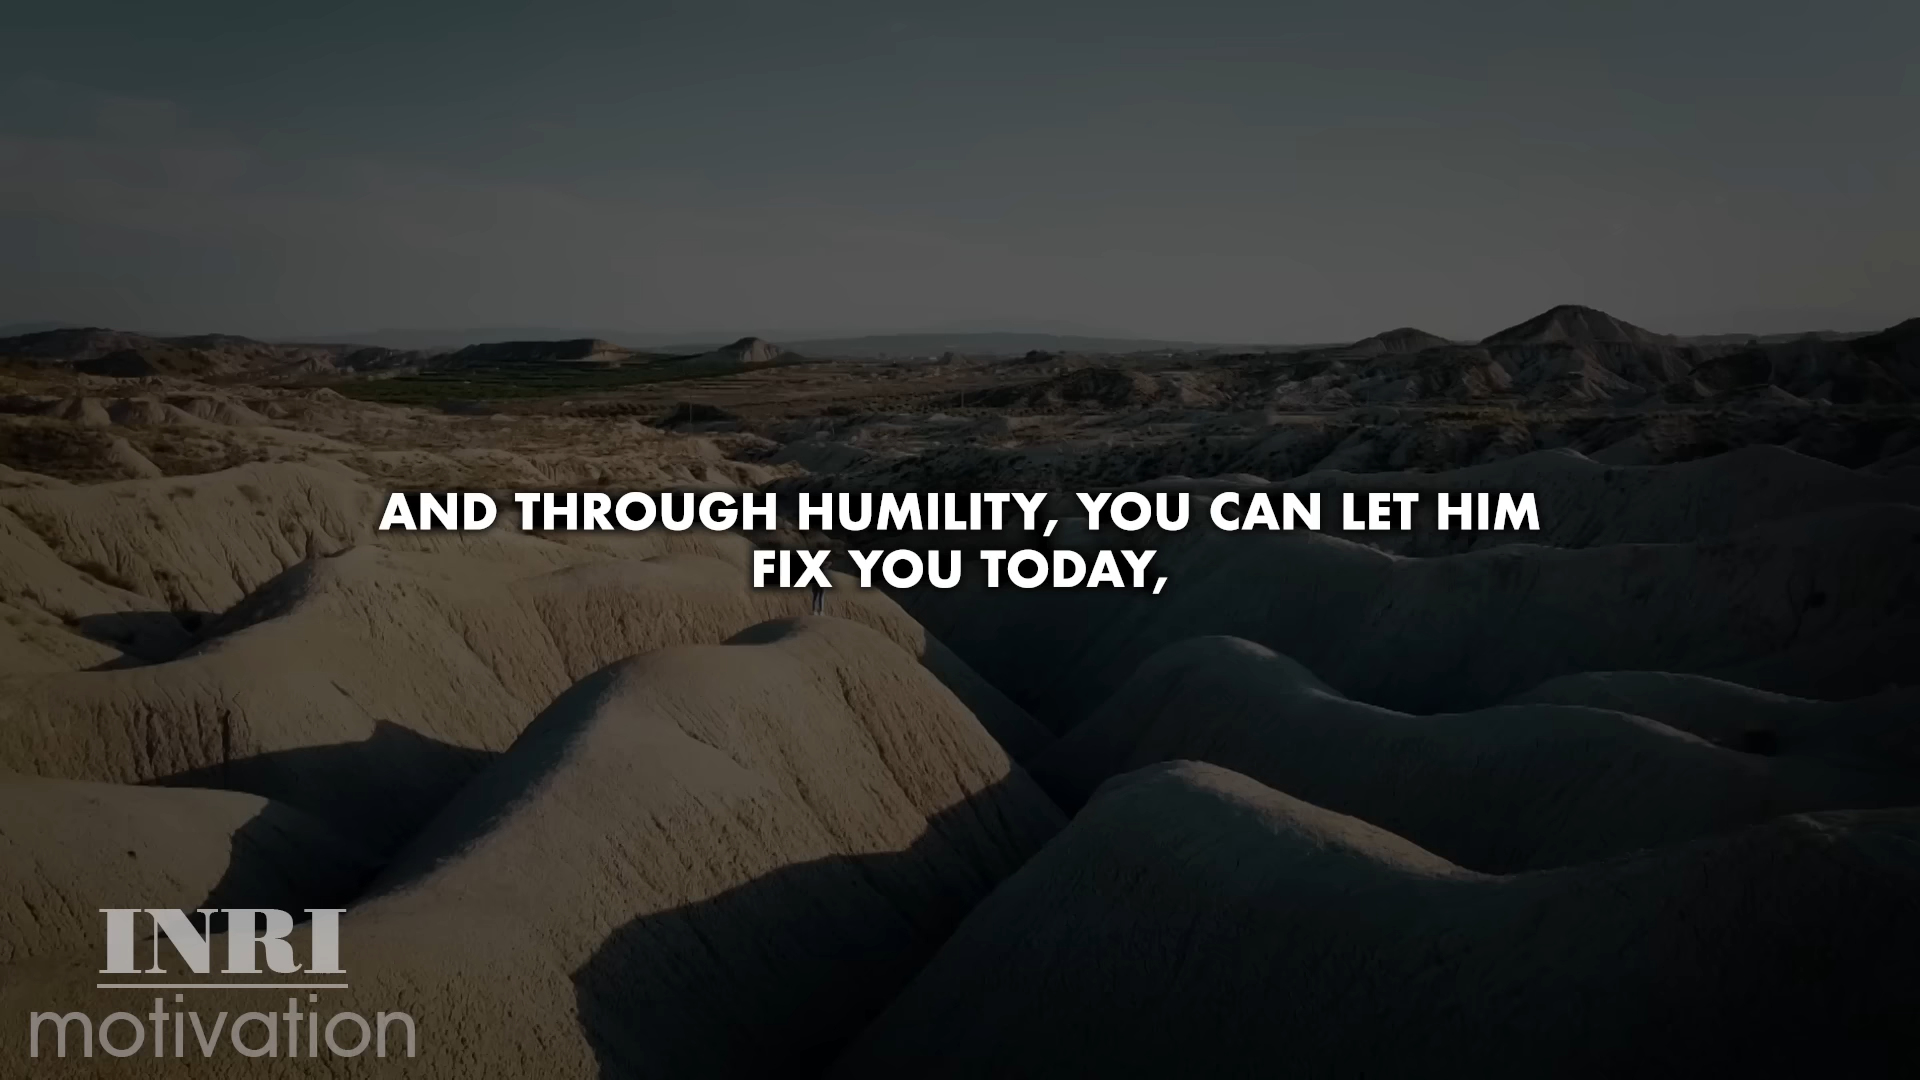 AND THROUGH HUMILITY, YOU CAN LET HIM
FIX YOU TODAY,
INRI
motivation